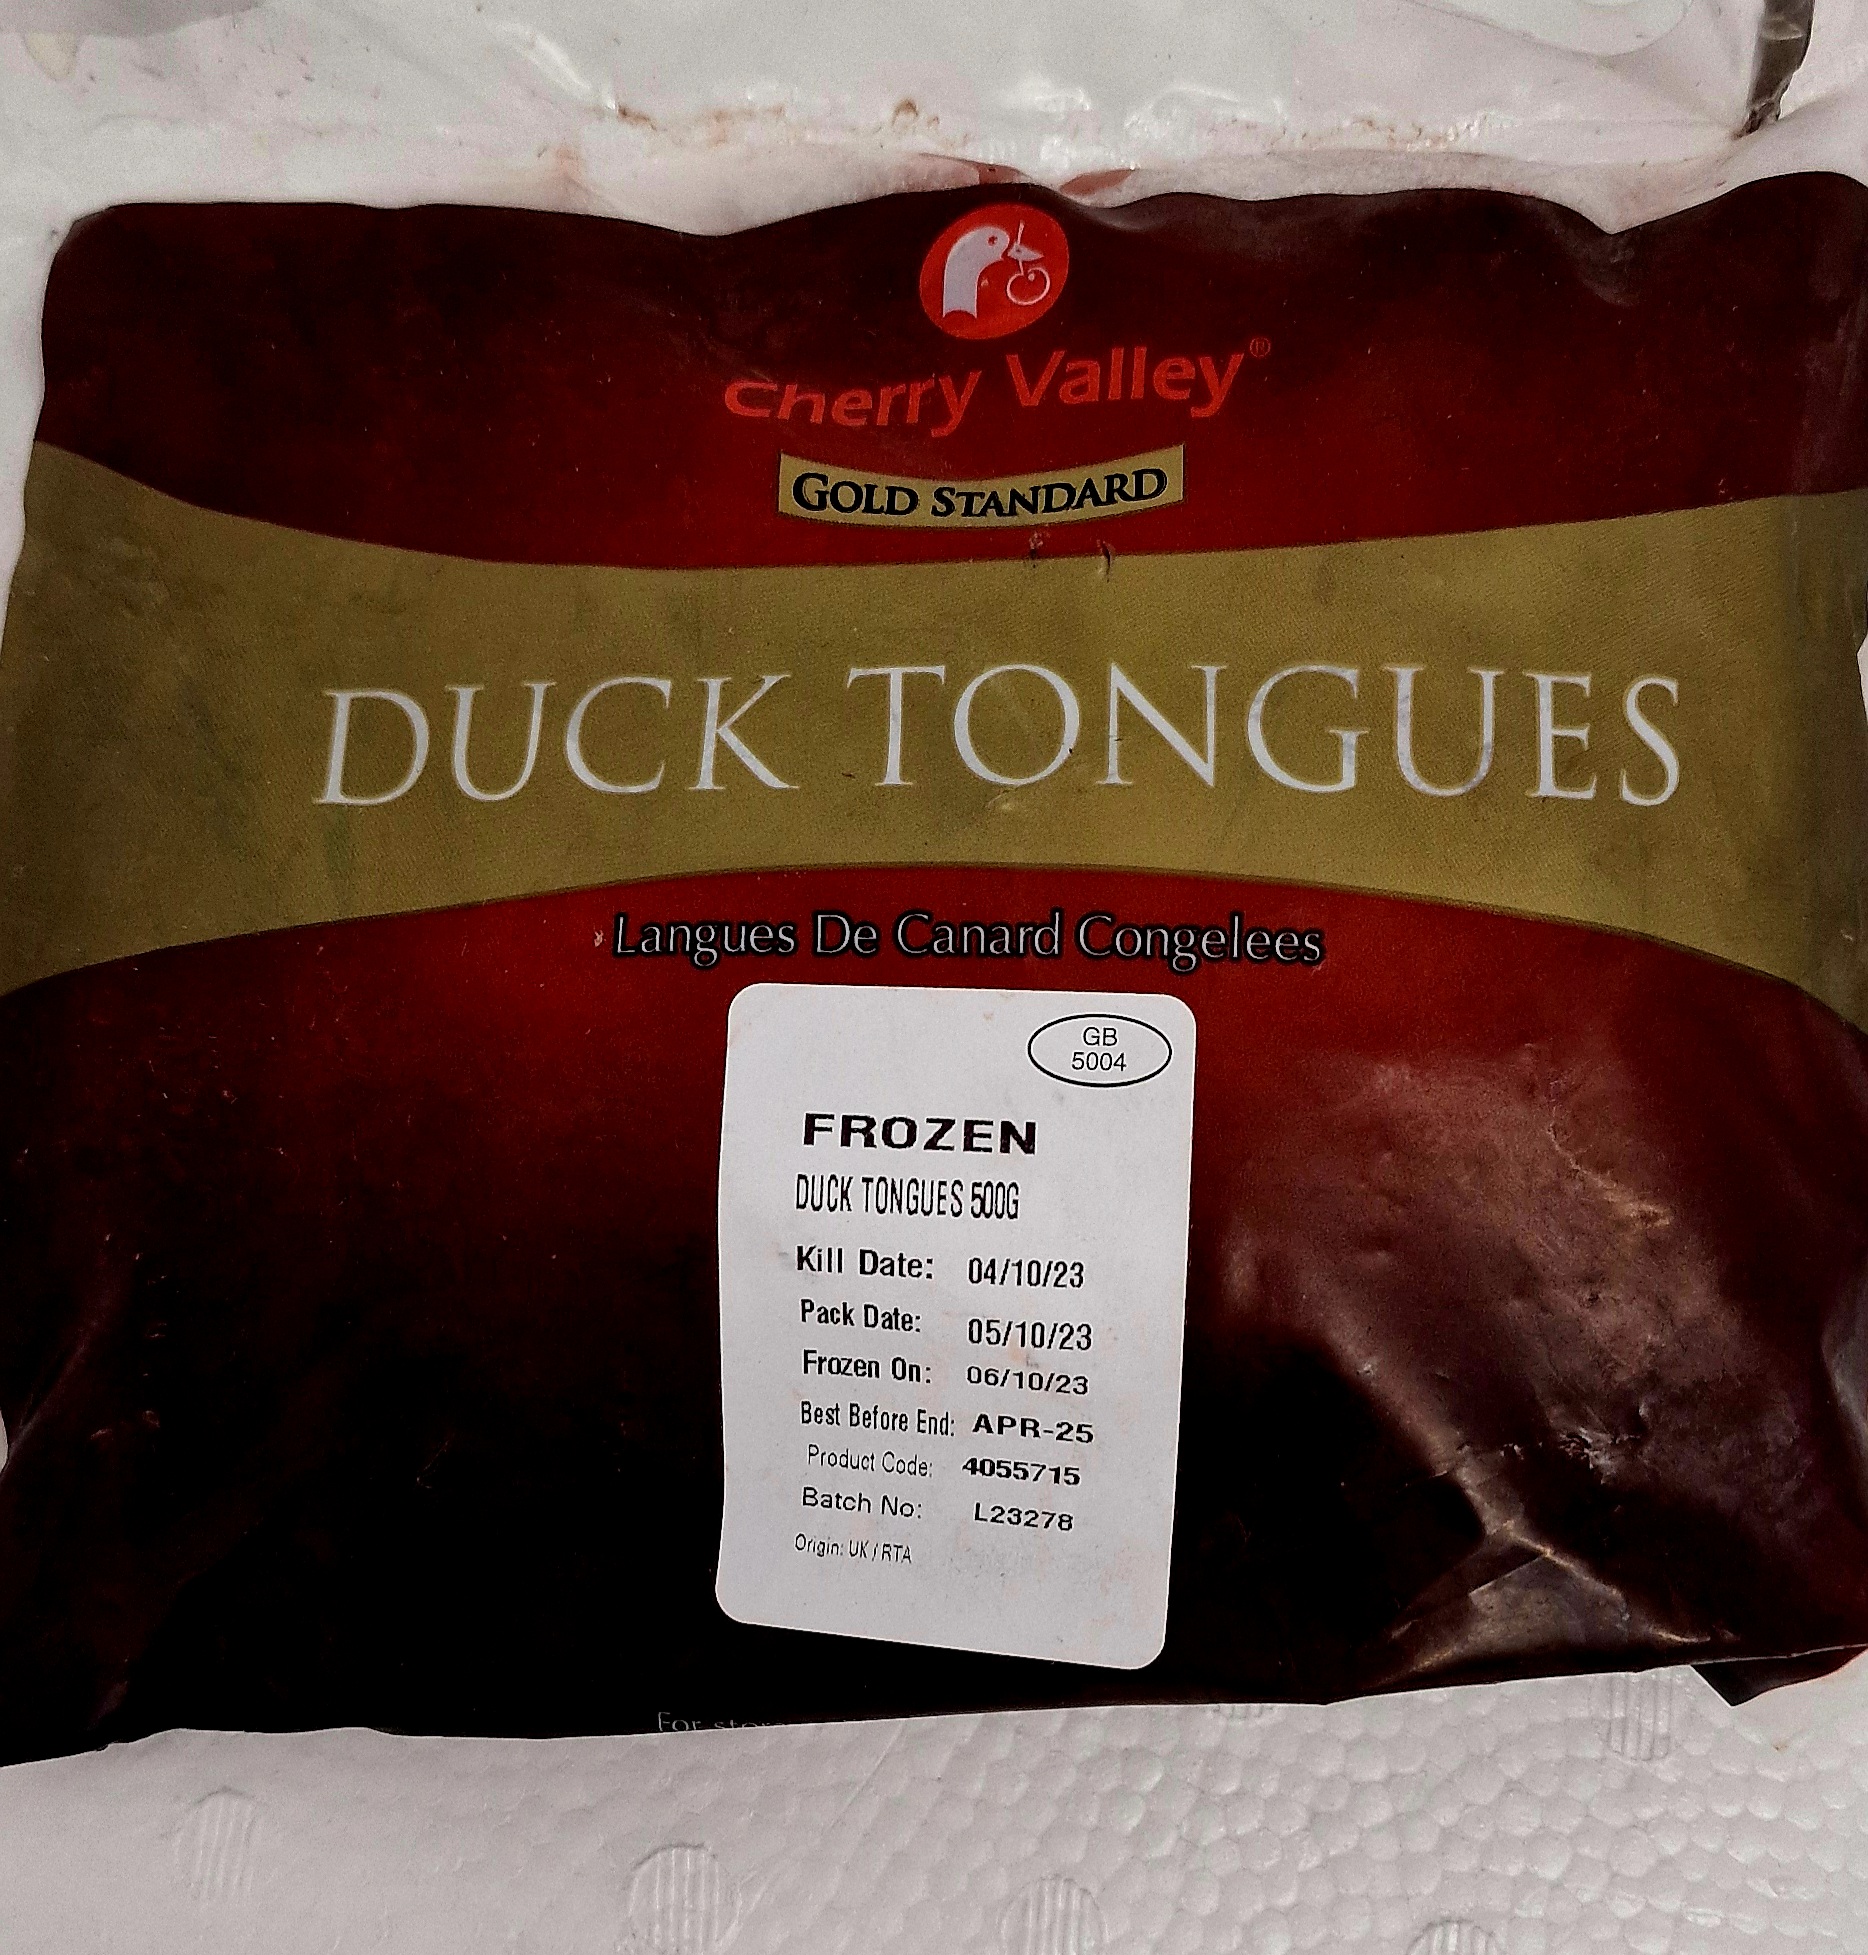 Cherry Valley®
GOLD STANDARD
DUCK TONGUES
Langues De Canard Congelees
GB
5004
FROZEN
DUCK TONGUES 500G
Kill Date: 04/10/23
Pack Date: 05/10/23
Frozen On: 06/10/23
Best Before End: APR-25
Product Code: 4055715
Batch No: L23278
Origin: UK / RTA
For